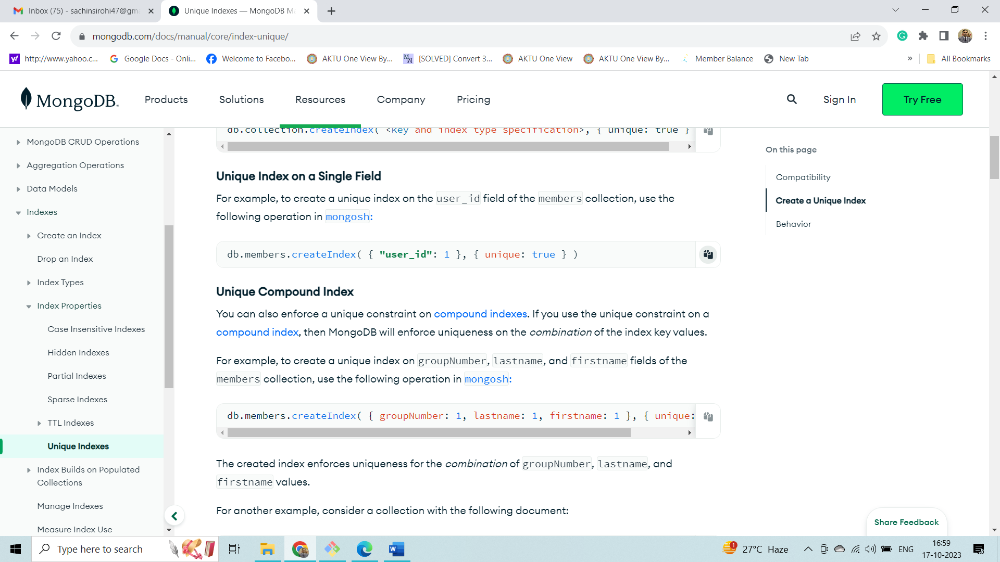 Inbox (75) - sachinsirohi47@gm
Unique Indexes — MongoDB Ma
mongodb.com/docs/manual/core/index-unique/
http://www.yahoo.c...
Google Docs - Onli...
Welcome to Facebo...
AKTU One View By...
[SOLVED] Convert 3...
AKTU One View
AKTU One View By...
Member Balance
New Tab
»
All Bookmarks
MongoDB.
Products
Solutions
Resources
Company
Pricing
Sign In
Try Free
MongoDB CRUD Operations
Aggregation Operations
Data Models
Indexes
Create an Index
Drop an Index
Index Types
Index Properties
Case Insensitive Indexes
Hidden Indexes
Partial Indexes
Sparse Indexes
TTL Indexes
Unique Indexes
Index Builds on Populated
Collections
Manage Indexes
Measure Index Use
db.collection.createIndex( <key and index type specification>, { unique: true }
Unique Index on a Single Field
For example, to create a unique index on the user_id field of the members collection, use the
following operation in mongosh:
db.members.createIndex( { "user_id": 1 }, { unique: true } )
Unique Compound Index
You can also enforce a unique constraint on compound indexes. If you use the unique constraint on a
compound index, then MongoDB will enforce uniqueness on the combination of the index key values.
For example, to create a unique index on groupNumber, lastname, and firstname fields of the
members collection, use the following operation in mongosh:
db.members.createIndex( { groupNumber: 1, lastname: 1, firstname: 1 }, { unique:
The created index enforces uniqueness for the combination of groupNumber, lastname, and
firstname values.
For another example, consider a collection with the following document:
On this page
Compatibility
Create a Unique Index
Behavior
Share Feedback
Type here to search
1
27°C Haze
ENG
16:59
17-10-2023